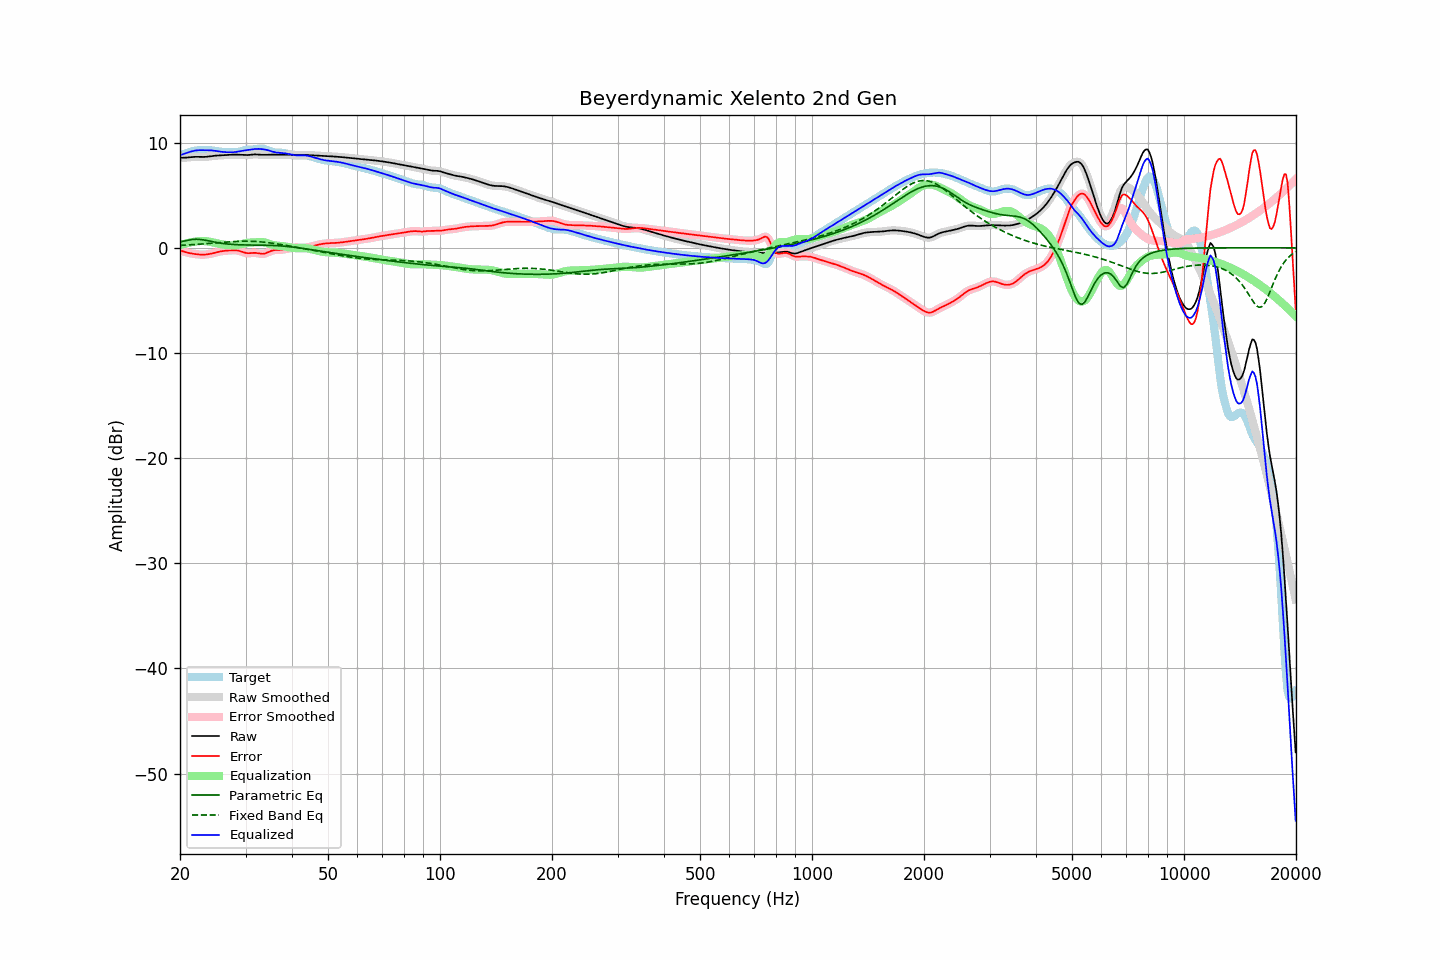 Beyerdynamic Xelento 2nd Gen
Amplitude (dBr)
10
0
−10
−20
−30
−40
−50
Target
Raw Smoothed
Error Smoothed
Raw
Error
Equalization
Parametric Eq
Fixed Band Eq
Equalized
20 50 100 200 500 1000 2000 5000 10000 20000
Frequency (Hz)